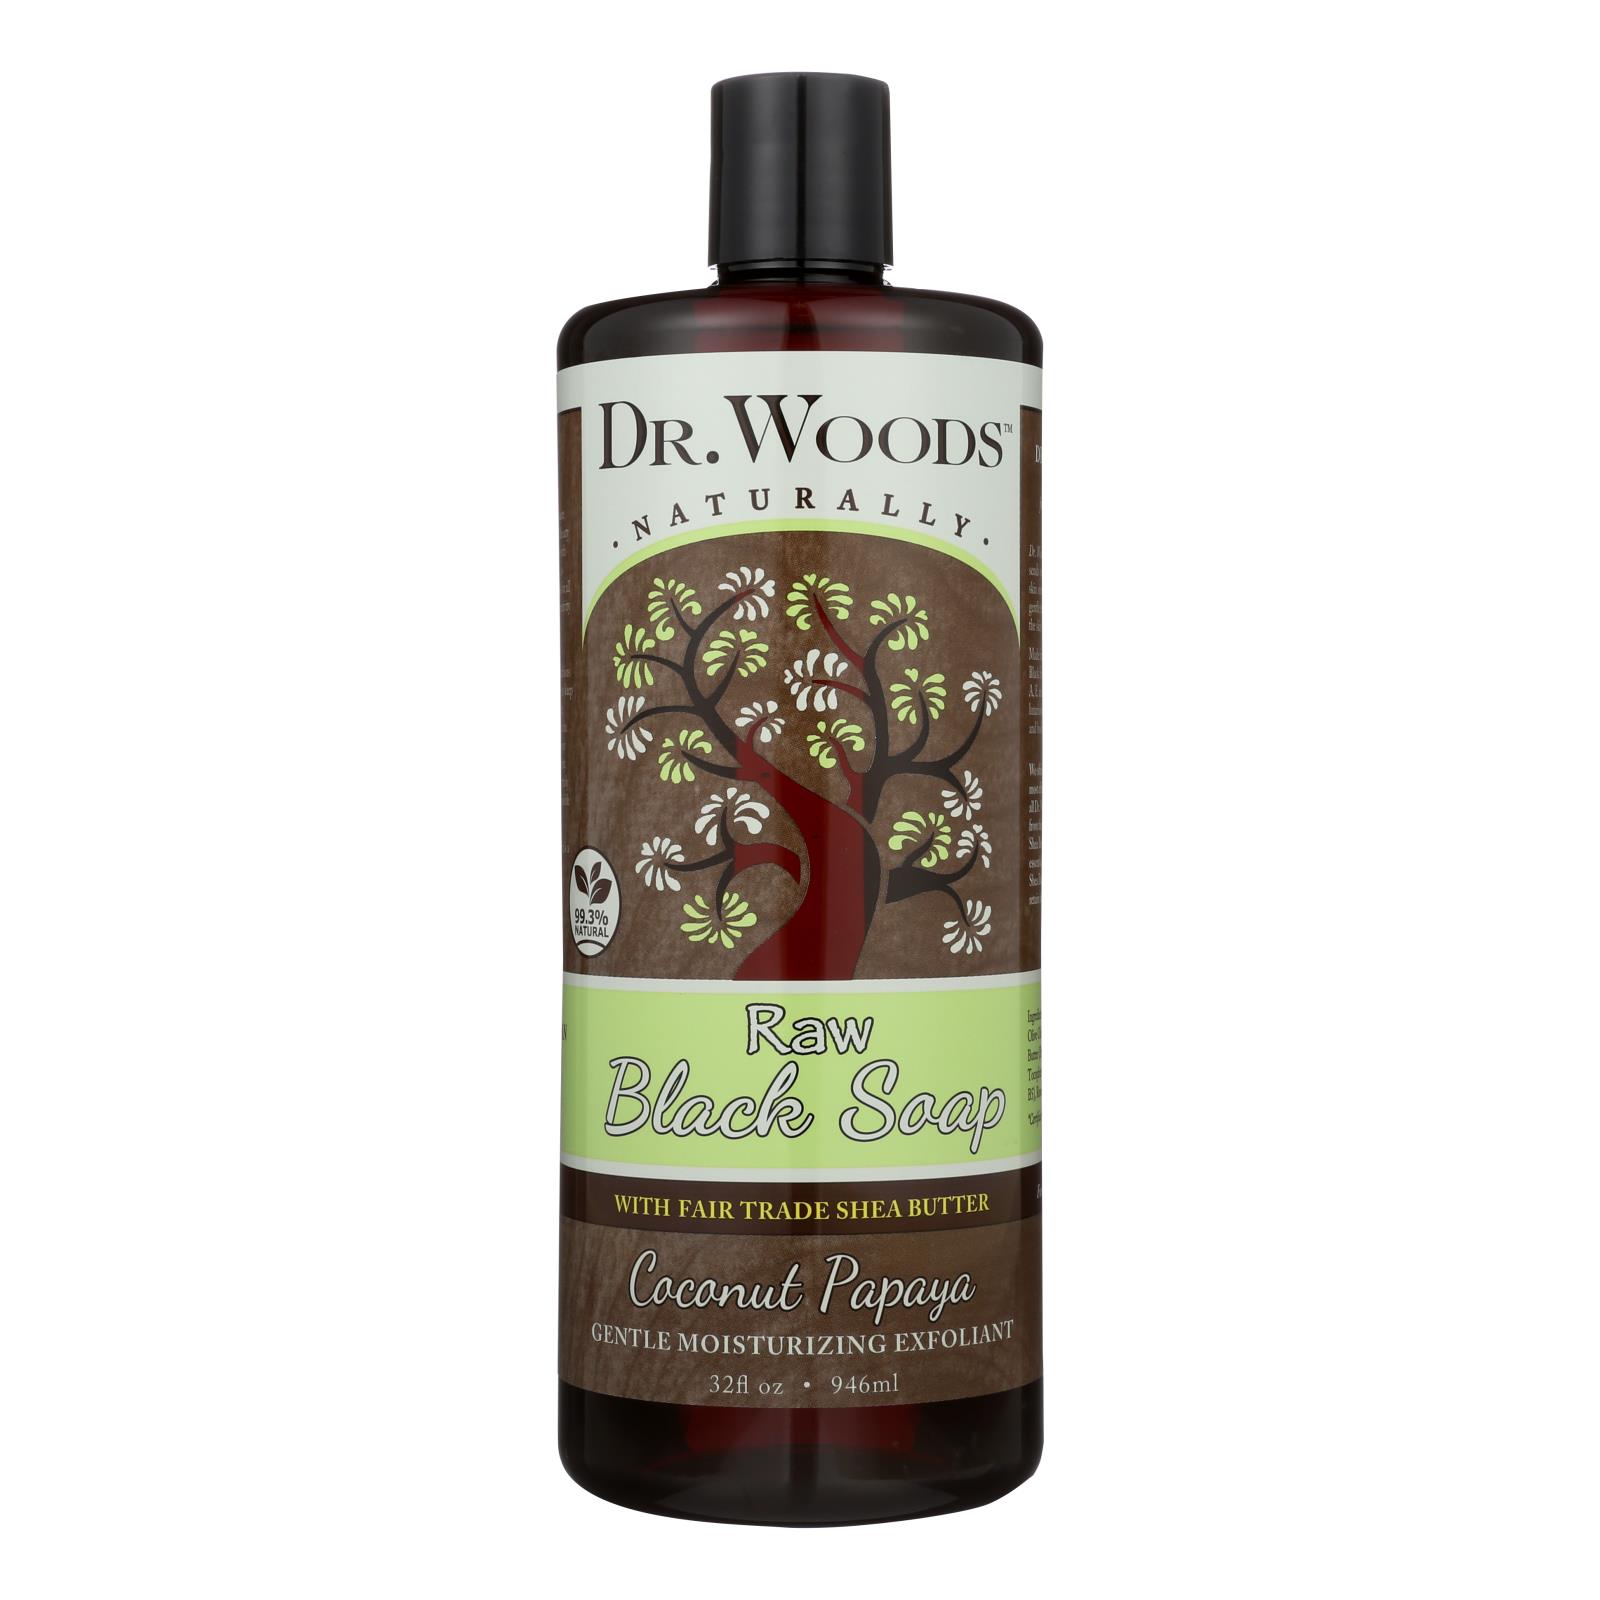 DR. WOODS™
• NATURALLY •
99.3%
NATURAL
Raw
Black Soap
WITH FAIR TRADE SHEA BUTTER
Coconut Papaya
GENTLE MOISTURIZING EXFOLIANT
32fl oz • 946ml